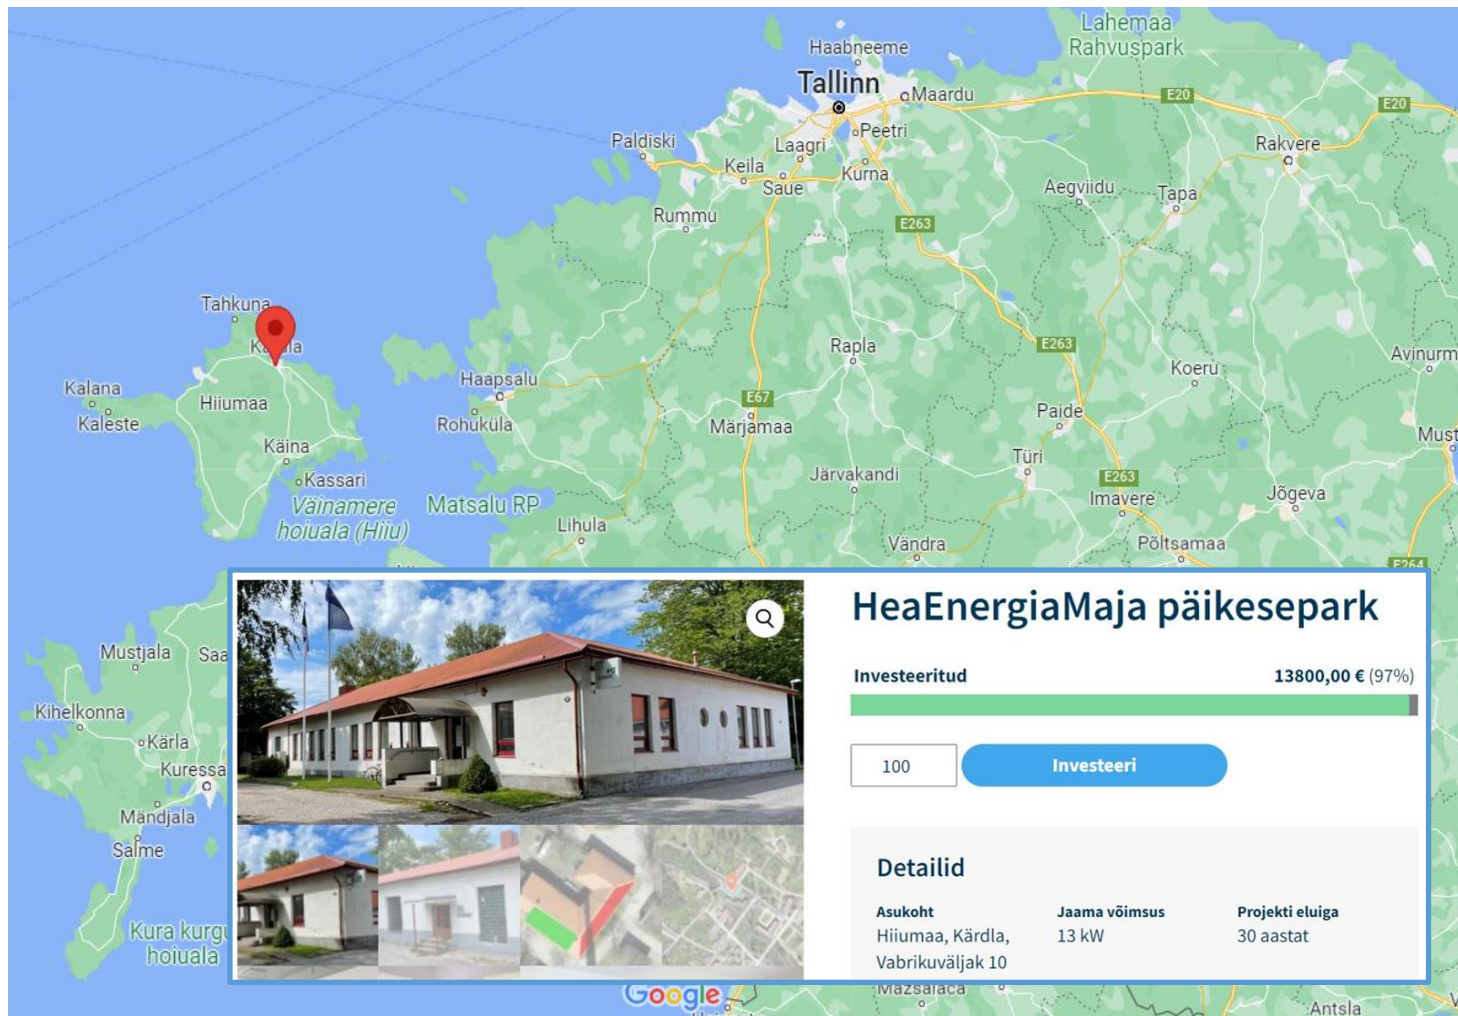 Lahemaa
Rahvuspark
Haabneeme
Tallinn
Maardu
E20
E20
Paldiski
Peetri
Laagri
Rakvere
Keila
Saue
Kurna
Aegviidu
Tapa
Rummu
E263
Tahkuna
E263
Rapla
Avinurm
Koeru
Haapsalu
Kalana
E67
Hiiumaa
Paide
Kaleste
Rohuküla
Märjamaa
Must
Käina
Türi
Kassari
Järvakandi
E263
Väinamere
hoiuala (Hiiu)
Matsalu RP
Imavere
Jõgeva
Lihula
Vändra
Põltsamaa
E264
HeaEnergiaMaja päikesepark
Mustjala
Saa
Investeeritud
13800,00 € (97%)
Kihelkonna
Kärla
Kuressa
100
Investeeri
Mändjala
Salme
Detailid
Asukoht
Jaama võimsus
Projekti eluiga
Kura kurgu
hoiuala
Hiiumaa, Kärdla,
Vabrikuväljak 10
13 kW
30 aastat
Google
Mazsalaca
Antsla